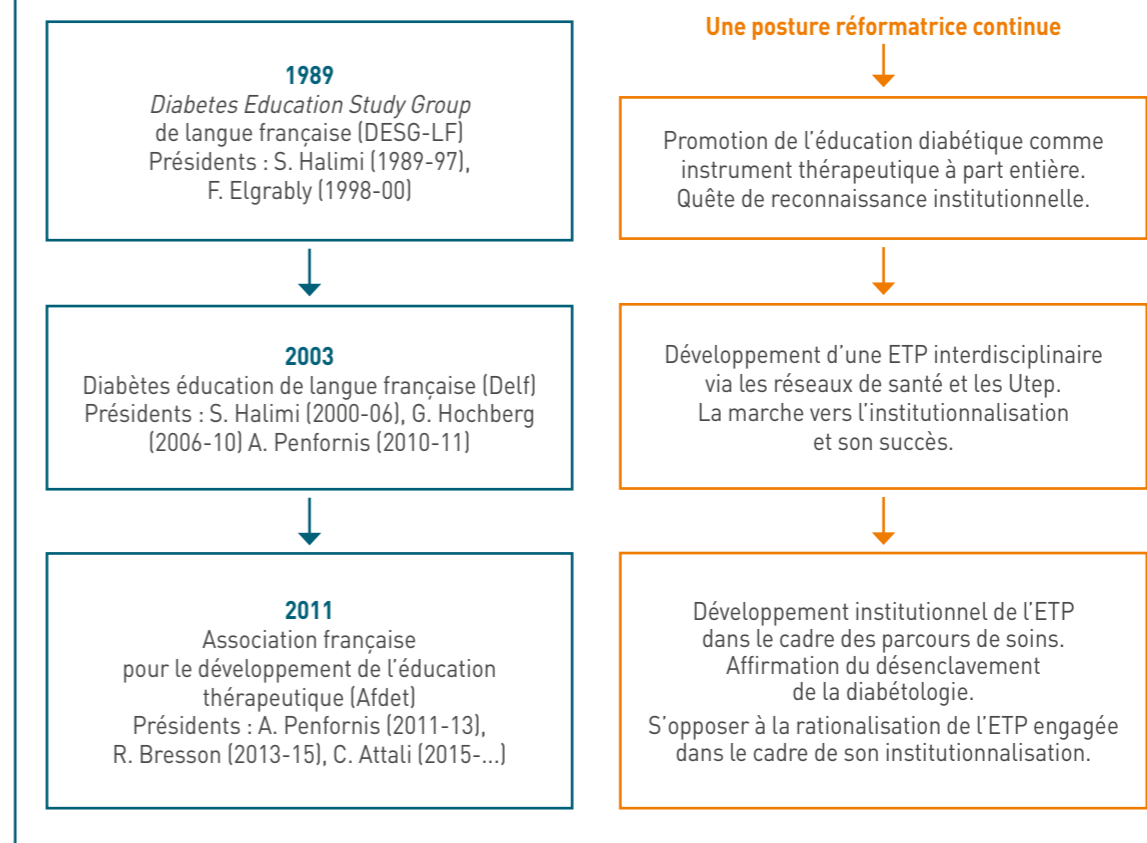 1989
Diabetes Education Study Group
de langue française (DESG-LF)
Présidents : S. Halimi (1989-97),
F. Elgrably (1998-00)
2003
Diabètes éducation de langue française (Delf)
Présidents : S. Halimi (2000-06), G. Hochberg
(2006-10) A. Penfornis (2010-11)
2011
Association française
pour le développement de l’éducation
thérapeutique (Afdet)
Présidents : A. Penfornis (2011-13),
R. Bresson (2013-15), C. Attali (2015-...)
Une posture réformatrice continue
Promotion de l’éducation diabétique comme
instrument thérapeutique à part entière.
Quête de reconnaissance institutionnelle.
Développement d’une ETP interdisciplinaire
via les réseaux de santé et les Utep.
La marche vers l’institutionnalisation
et son succès.
Développement institutionnel de l’ETP
dans le cadre des parcours de soins.
Affirmation du désenclavement
de la diabétologie.
S’opposer à la rationalisation de l’ETP engagée
dans le cadre de son institutionnalisation.